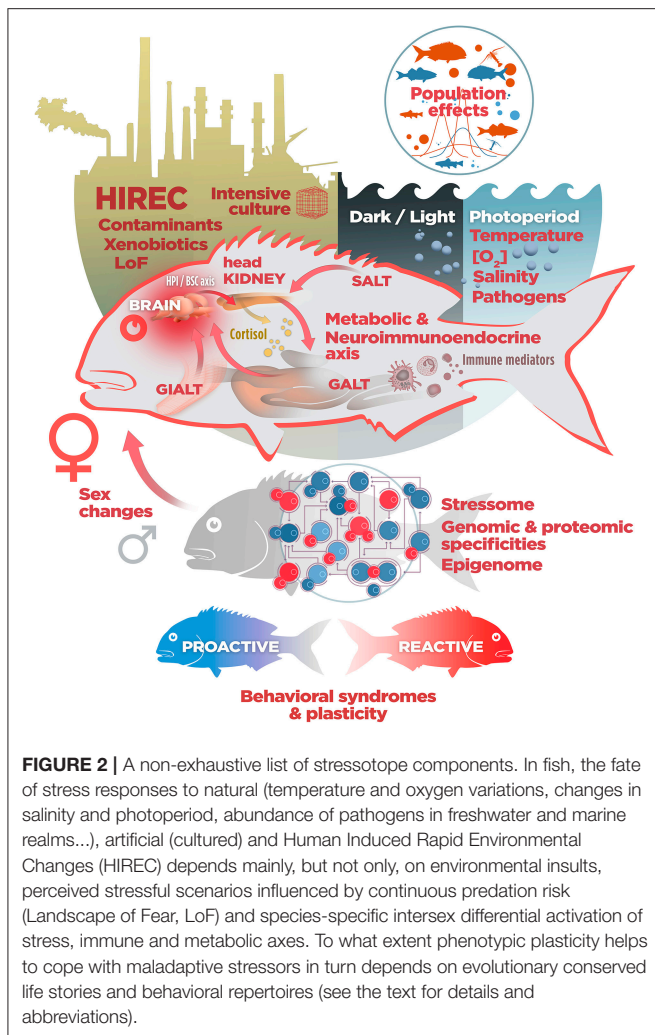 Population
effects
HIREC
Contaminants
Xenobiotics
LoF
Intensive
culture
Dark / Light
Photoperiod
Temperature
[O₂]
Salinity
Pathogens
HPI / BSC axis
head
KIDNEY
SALT
BRAIN
Cortisol
Metabolic &
Neuroimmunoendocrine
axis
Immune mediators
GIALT
GALT
Sex
changes
Stressome
Genomic & proteomic
specificities
Epigenome
PROACTIVE
REACTIVE
Behavioral syndromes
& plasticity
FIGURE 2 | A non-exhaustive list of stressotope components. In fish, the fate
of stress responses to natural (temperature and oxygen variations, changes in
salinity and photoperiod, abundance of pathogens in freshwater and marine
realms...), artificial (cultured) and Human Induced Rapid Environmental
Changes (HIREC) depends mainly, but not only, on environmental insults,
perceived stressful scenarios influenced by continuous predation risk
(Landscape of Fear, LoF) and species-specific intersex differential activation of
stress, immune and metabolic axes. To what extent phenotypic plasticity helps
to cope with maladaptive stressors in turn depends on evolutionary conserved
life stories and behavioral repertoires (see the text for details and
abbreviations).